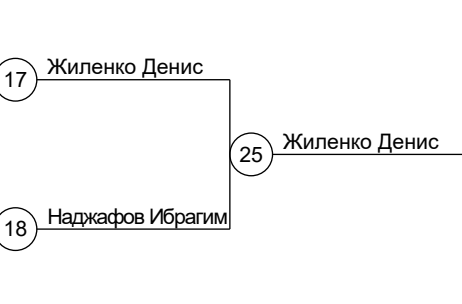 Жиленко Денис
17
Жиленко Денис
25
Наджафов Ибрагим
18